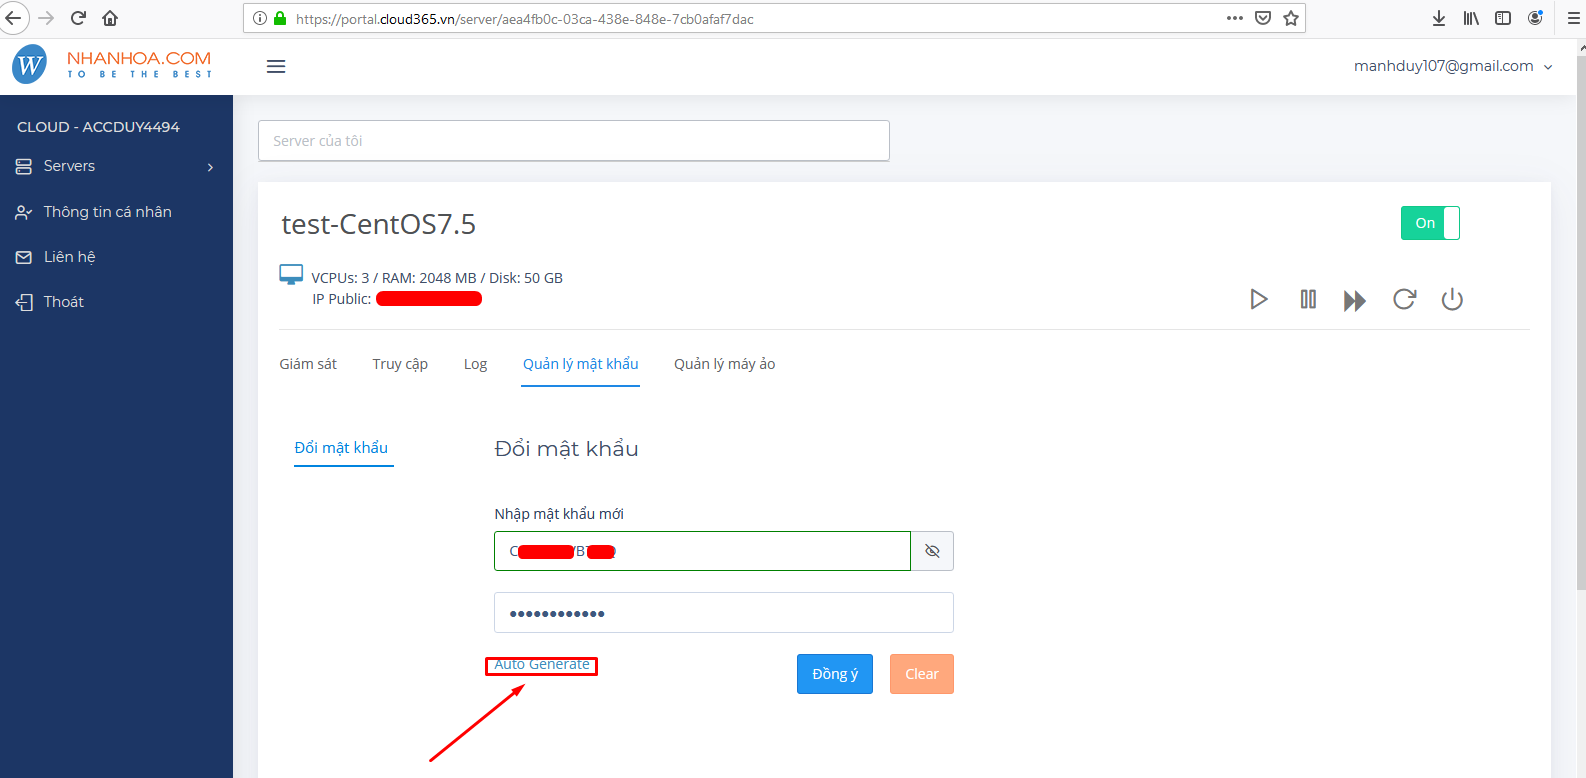 https://portal.cloud365.vn/server/aea4fb0c-03ca-438e-848e-7cb0afaf7dac
W
NHANHOA.COM
TO BE THE BEST
manhduy107@gmail.com
CLOUD - ACCDUY4494
Servers
Thông tin cá nhân
Liên hệ
Thoát
Server của tôi
test-CentOS7.5
On
VCPUs: 3 / RAM: 2048 MB / Disk: 50 GB
IP Public:
Giám sát Truy cập Log Quản lý mật khẩu Quản lý máy ảo
Đổi mật khẩu
Đổi mật khẩu
Nhập mật khẩu mới
Auto Generate
Đồng ý
Clear